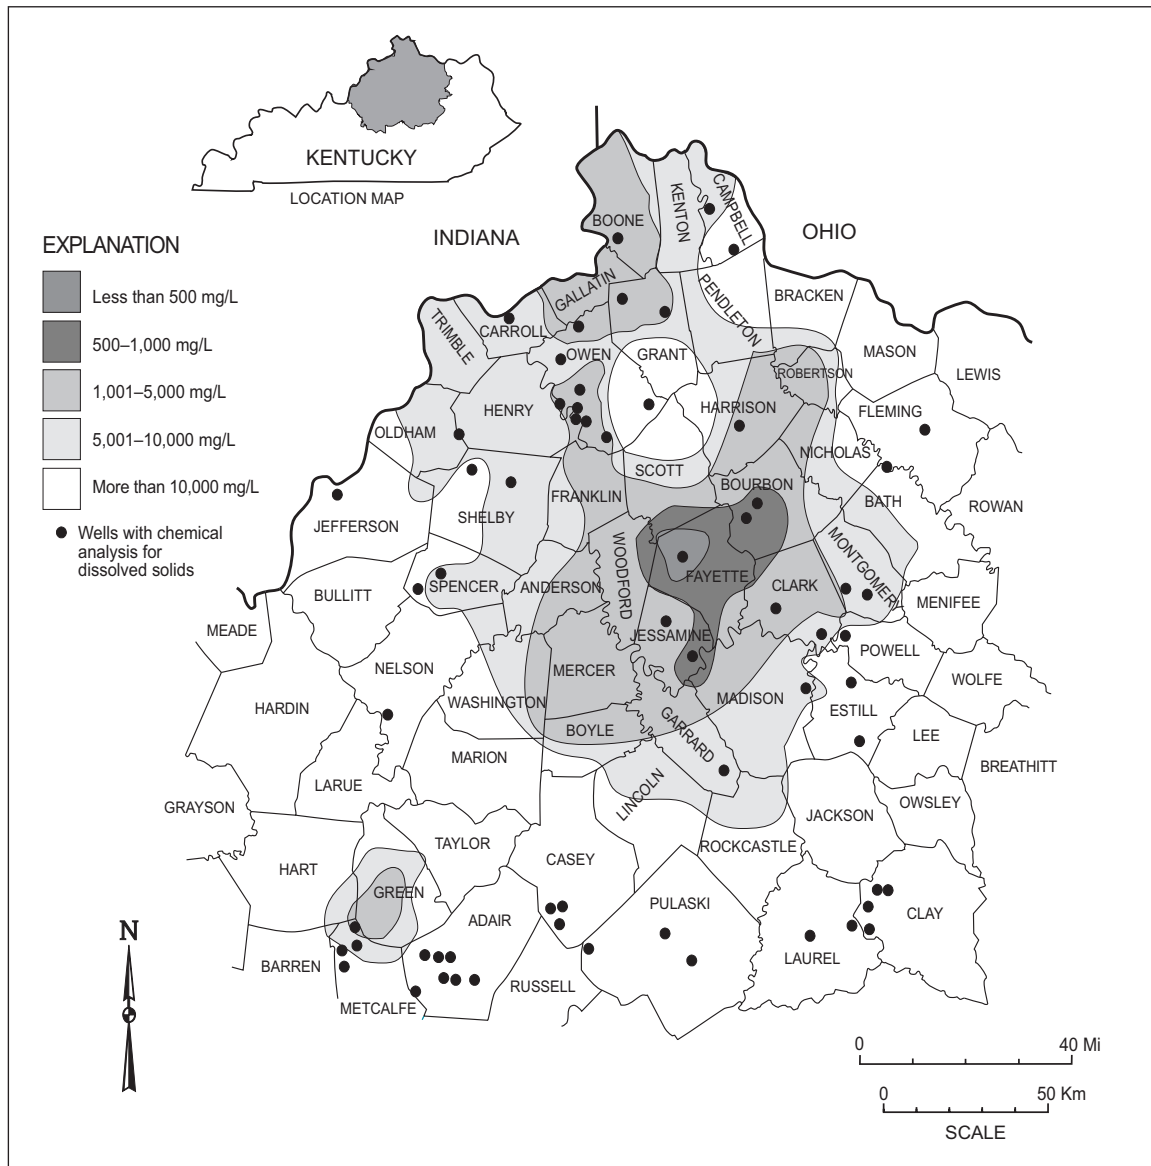 KENTUCKY
LOCATION MAP
INDIANA
OHIO
EXPLANATION
Less than 500 mg/L
500–1,000 mg/L
1,001–5,000 mg/L
5,001–10,000 mg/L
More than 10,000 mg/L
Wells with chemical
analysis for
dissolved solids
BOONE
KENTON
CAMPBELL
GALLATIN
PENDLETON
BRACKEN
TRIMBLE
CARROLL
OWEN
GRANT
MASON
ROBERTSON
LEWIS
HENRY
HARRISON
FLEMING
OLDHAM
NICHOLAS
SCOTT
BOURBON
FRANKLIN
BATH
ROWAN
JEFFERSON
SHELBY
WOODFORD
MONTGOMERY
FAYETTE
SPENCER
ANDERSON
CLARK
BULLITT
MENIFEE
MEADE
JESSAMINE
POWELL
NELSON
MERCER
WOLFE
WASHINGTON
MADISON
HARDIN
ESTILL
GARRARD
BOYLE
LEE
MARION
BREATHITT
LARUE
LINCOLN
GRAYSON
OWSLEY
JACKSON
TAYLOR
ROCKCASTLE
HART
CASEY
GREEN
PULASKI
CLAY
ADAIR
BARREN
LAUREL
RUSSELL
METCALFE
N
0 40 Mi
0 50 Km
SCALE